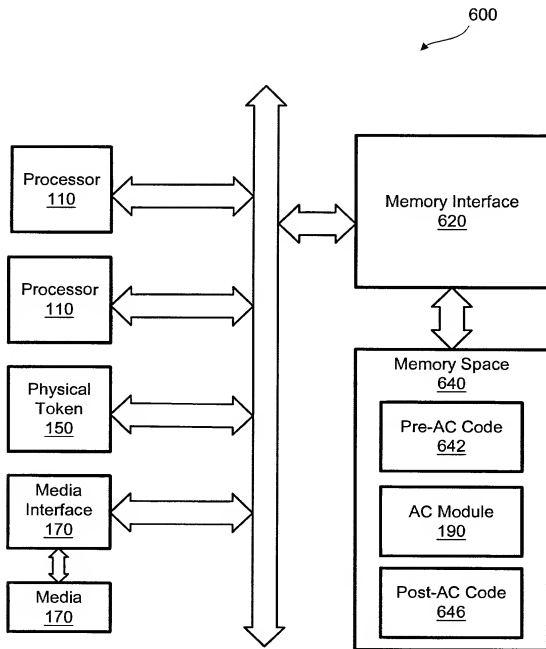 600
Processor
110
Processor
110
Physical
Token
150
Media
Interface
170
Media
170
Memory Interface
620
Memory Space
640
Pre-AC Code
642
AC Module
190
Post-AC Code
646